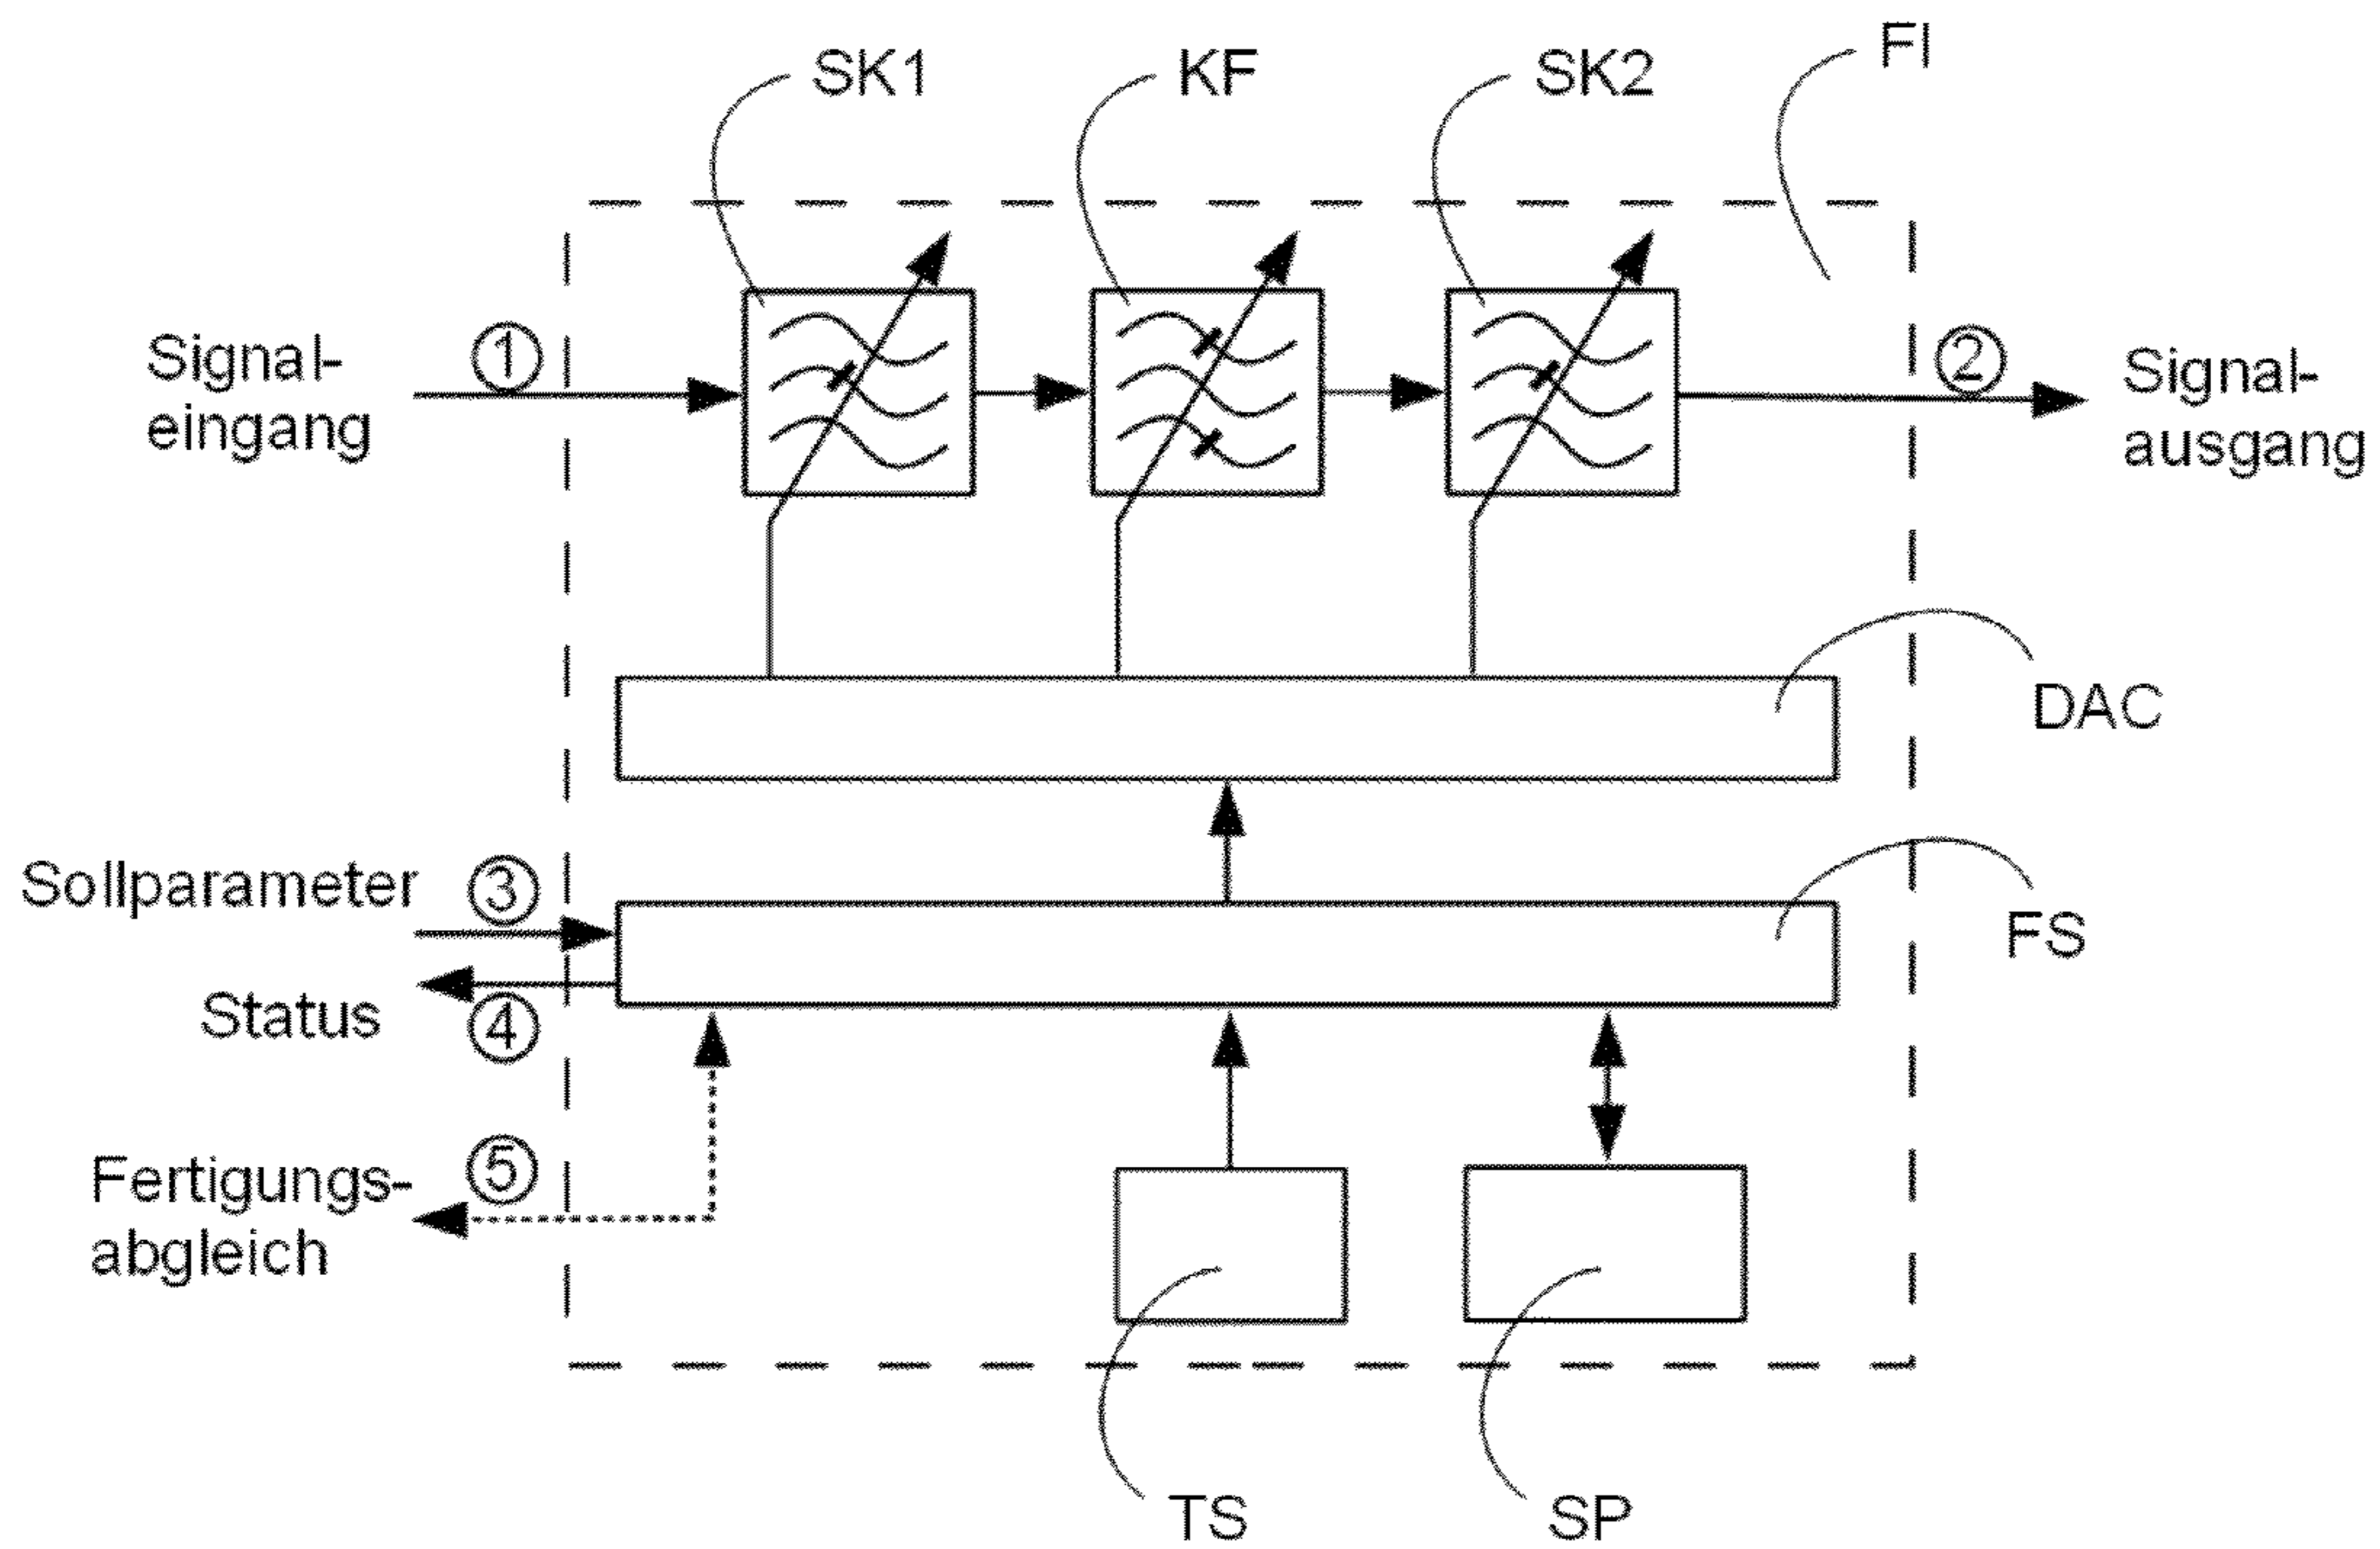 SK1
KF
SK2
FI
Signal-
eingang
1
2
Signal-
ausgang
DAC
Sollparameter
3
FS
Status
4
Fertigungs-
abgleich
5
TS
SP